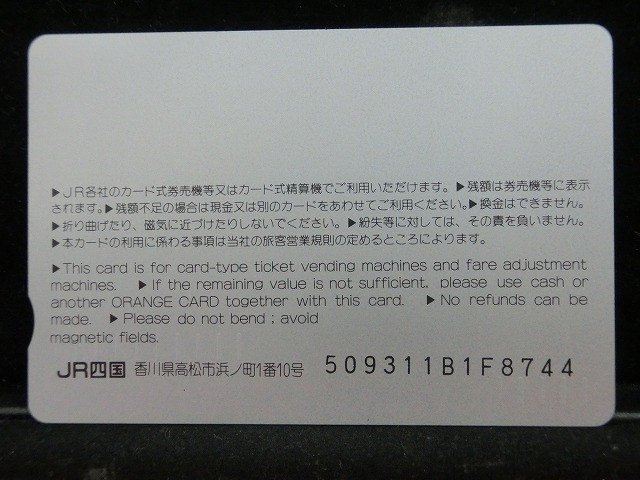 ▶JR各社のカード式券売機等又はカード式精算機でご利用いただけます。▶残額は券売機等に表示
されます。▶残額不足の場合は現金又は別のカードをあわせてご利用ください。▶換金はできません。
▶折り曲げたり、磁気に近づけたりしないでください。▶紛失等に対しては、その責を負いません。
▶本カードの利用に係わる事項は当社の旅客営業規則の定めるところによります。
▶This card is for card-type ticket vending machines and fare adjustment
machines. ▶If the remaining value is not sufficient, please use cash or
another ORANGE CARD together with this card. ▶No refunds can be
made. ▶Please do not bend ; avoid
magnetic fields.
JR四国 香川県高松市浜ノ町1番10号 509311B1F8744